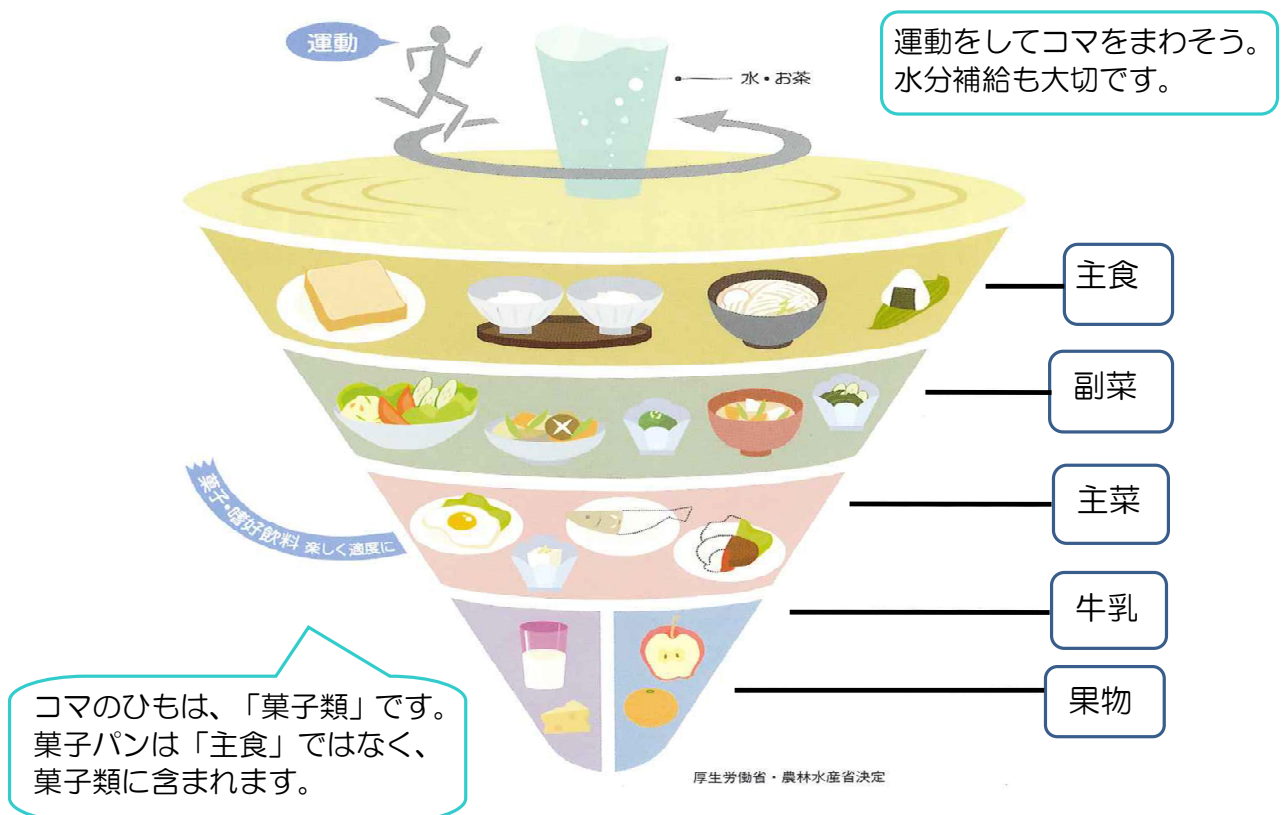 運動
水・お茶
運動をしてコマをまわそう。
水分補給も大切です。
主食
副菜
主菜
牛乳
果物
菓子・嗜好飲料 楽しく適度に
コマのひもは、「菓子類」です。
菓子パンは「主食」ではなく、
菓子類に含まれます。
厚生労働省・農林水産省決定